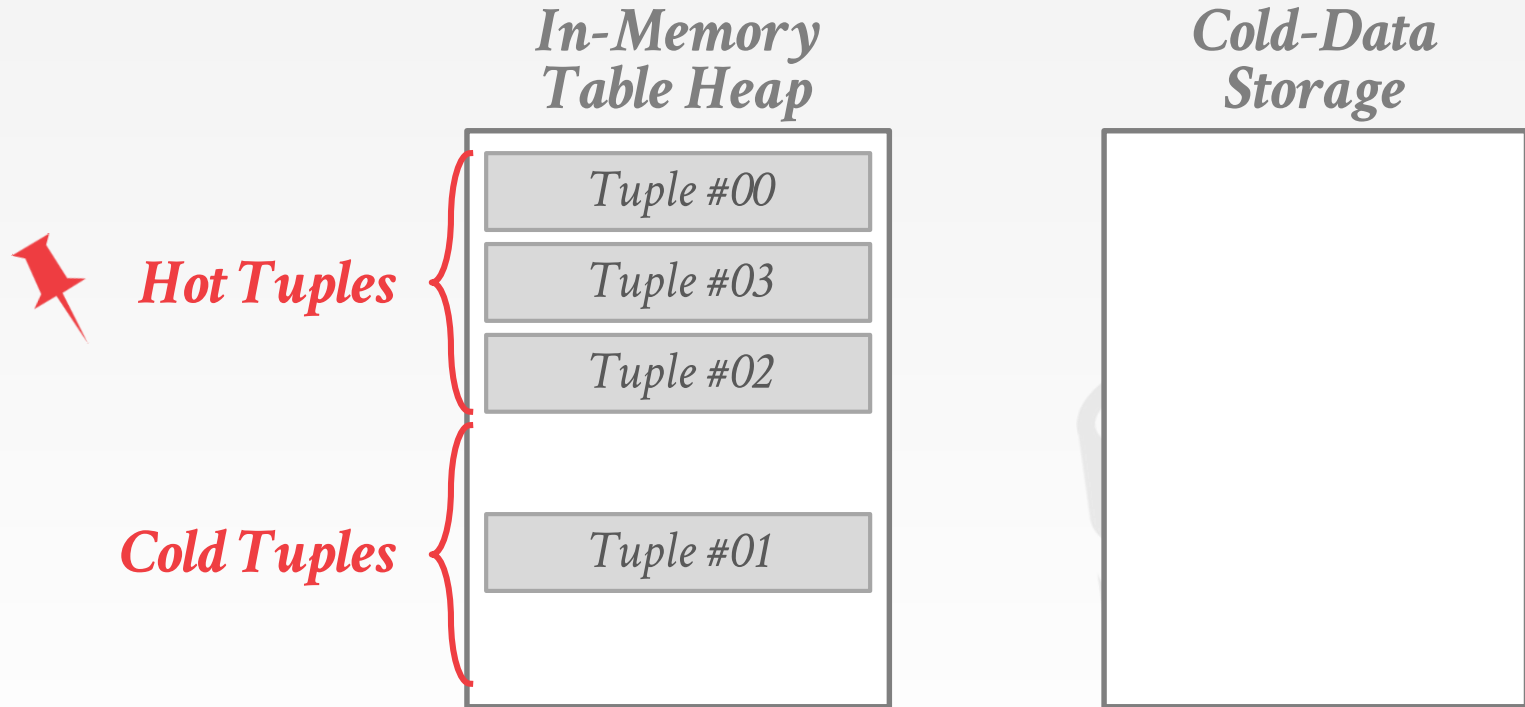 In-Memory
Table Heap
Cold-Data
Storage
Tuple #00
Hot Tuples
Tuple #03
Tuple #02
Cold Tuples
Tuple #01